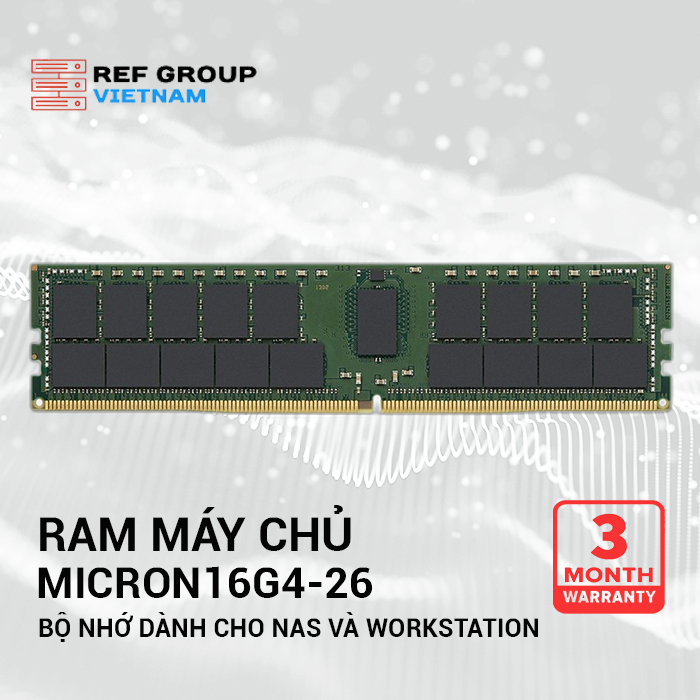 REF GROUP
VIETNAM
RAM MÁY CHỦ
MICRON16G4-26
BỘ NHỚ DÀNH CHO NAS VÀ WORKSTATION
3
MONTH
WARRANTY